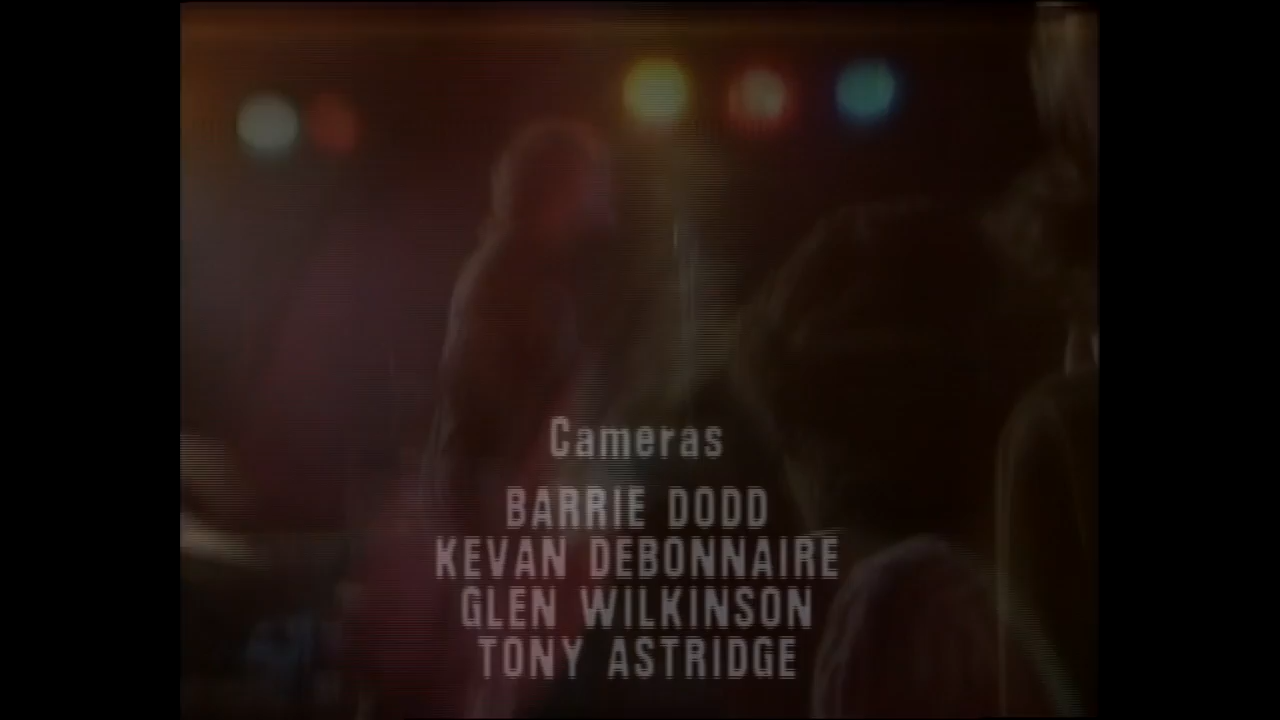 Cameras
BARRIE DODD
KEVAN DEBONNAIRE
GLEN WILKINSON
TONY ASTRIDGE